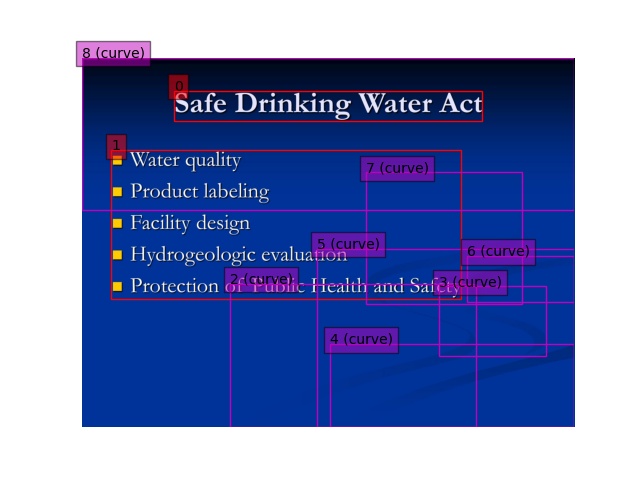 8 (curve)
0
Safe Drinking Water Act
1
Water quality
7 (curve)
Product labeling
Facility design
5 (curve)
6 (curve)
Hydrogeologic evaluation
2 (curve)
3 (curve)
Protection of Public Health and Safety
4 (curve)